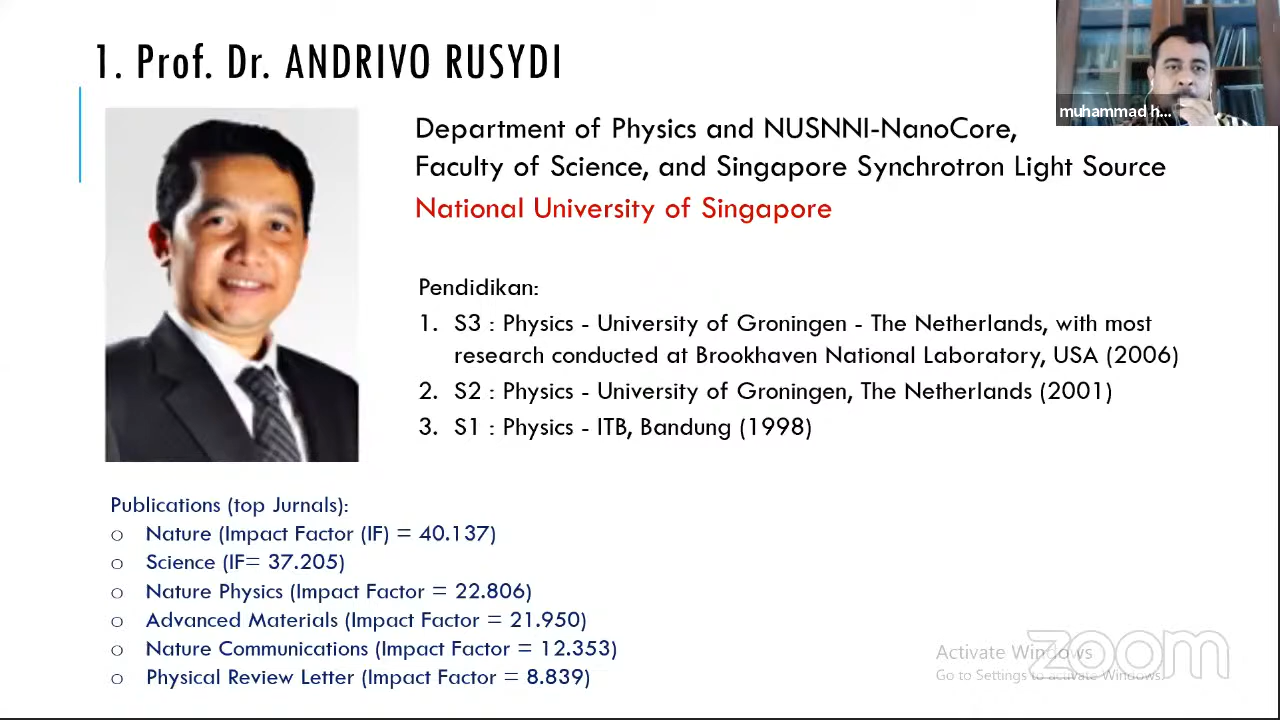 1. Prof. Dr. ANDRIVO RUSYDI
muhammad h...
Department of Physics and NUSNNI-NanoCore,
Faculty of Science, and Singapore Synchrotron Light Source
National University of Singapore
Pendidikan:
1. S3 : Physics - University of Groningen - The Netherlands, with most
research conducted at Brookhaven National Laboratory, USA (2006)
2. S2 : Physics - University of Groningen, The Netherlands (2001)
3. S1 : Physics - ITB, Bandung (1998)
Publications (top Jurnals):
o Nature (Impact Factor (IF) = 40.137)
o Science (IF= 37.205)
o Nature Physics (Impact Factor = 22.806)
o Advanced Materials (Impact Factor = 21.950)
o Nature Communications (Impact Factor = 12.353)
o Physical Review Letter (Impact Factor = 8.839)
Activate Windows
Go to Settings to activate Windows.
zoom